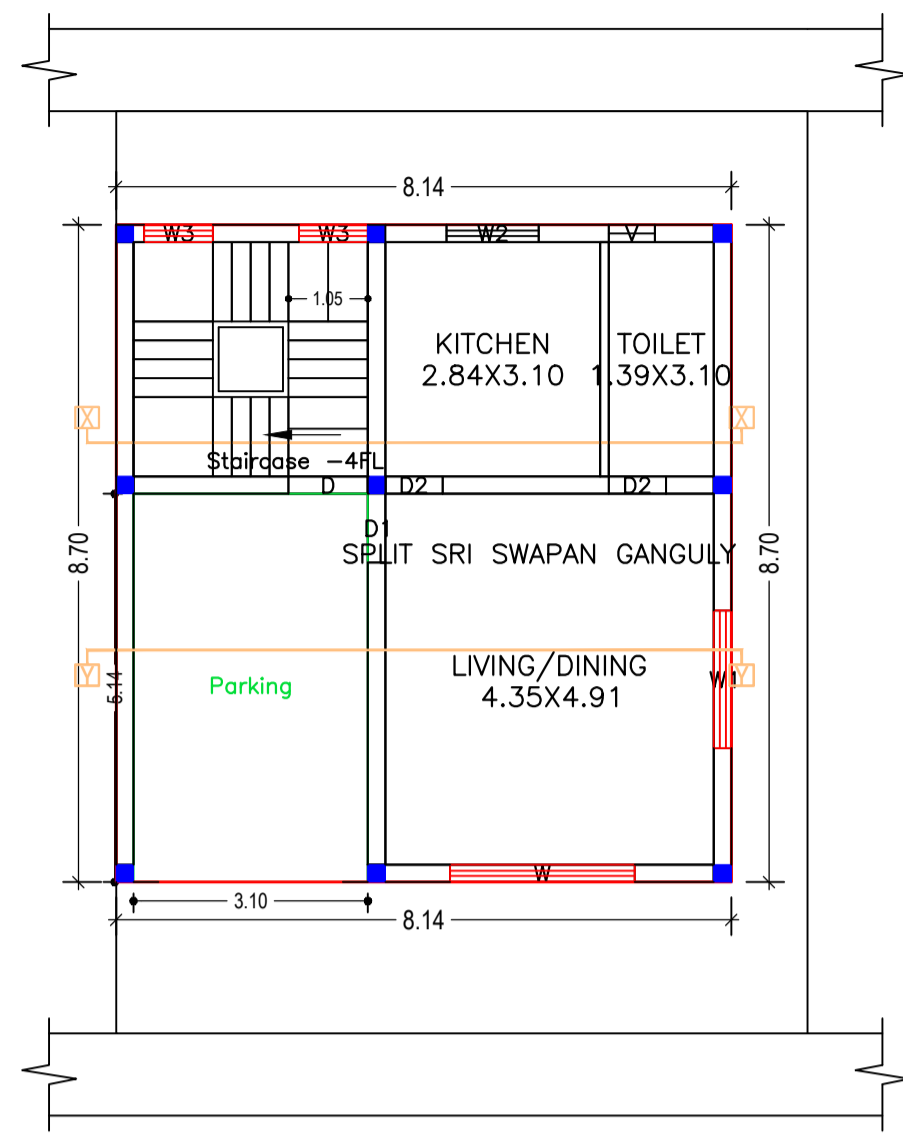 8.14
W3
W3
W2
V
1.05
KITCHEN
2.84X3.10
TOILET
1.39X3.10
X
X
Staircase -4FL
D
D2
D2
D1
SPLIT SRI SWAPAN GANGULY
8.70
8.70
LIVING/DINING
4.35X4.91
Y
Y
W1
Parking
5.14
W
3.10
8.14